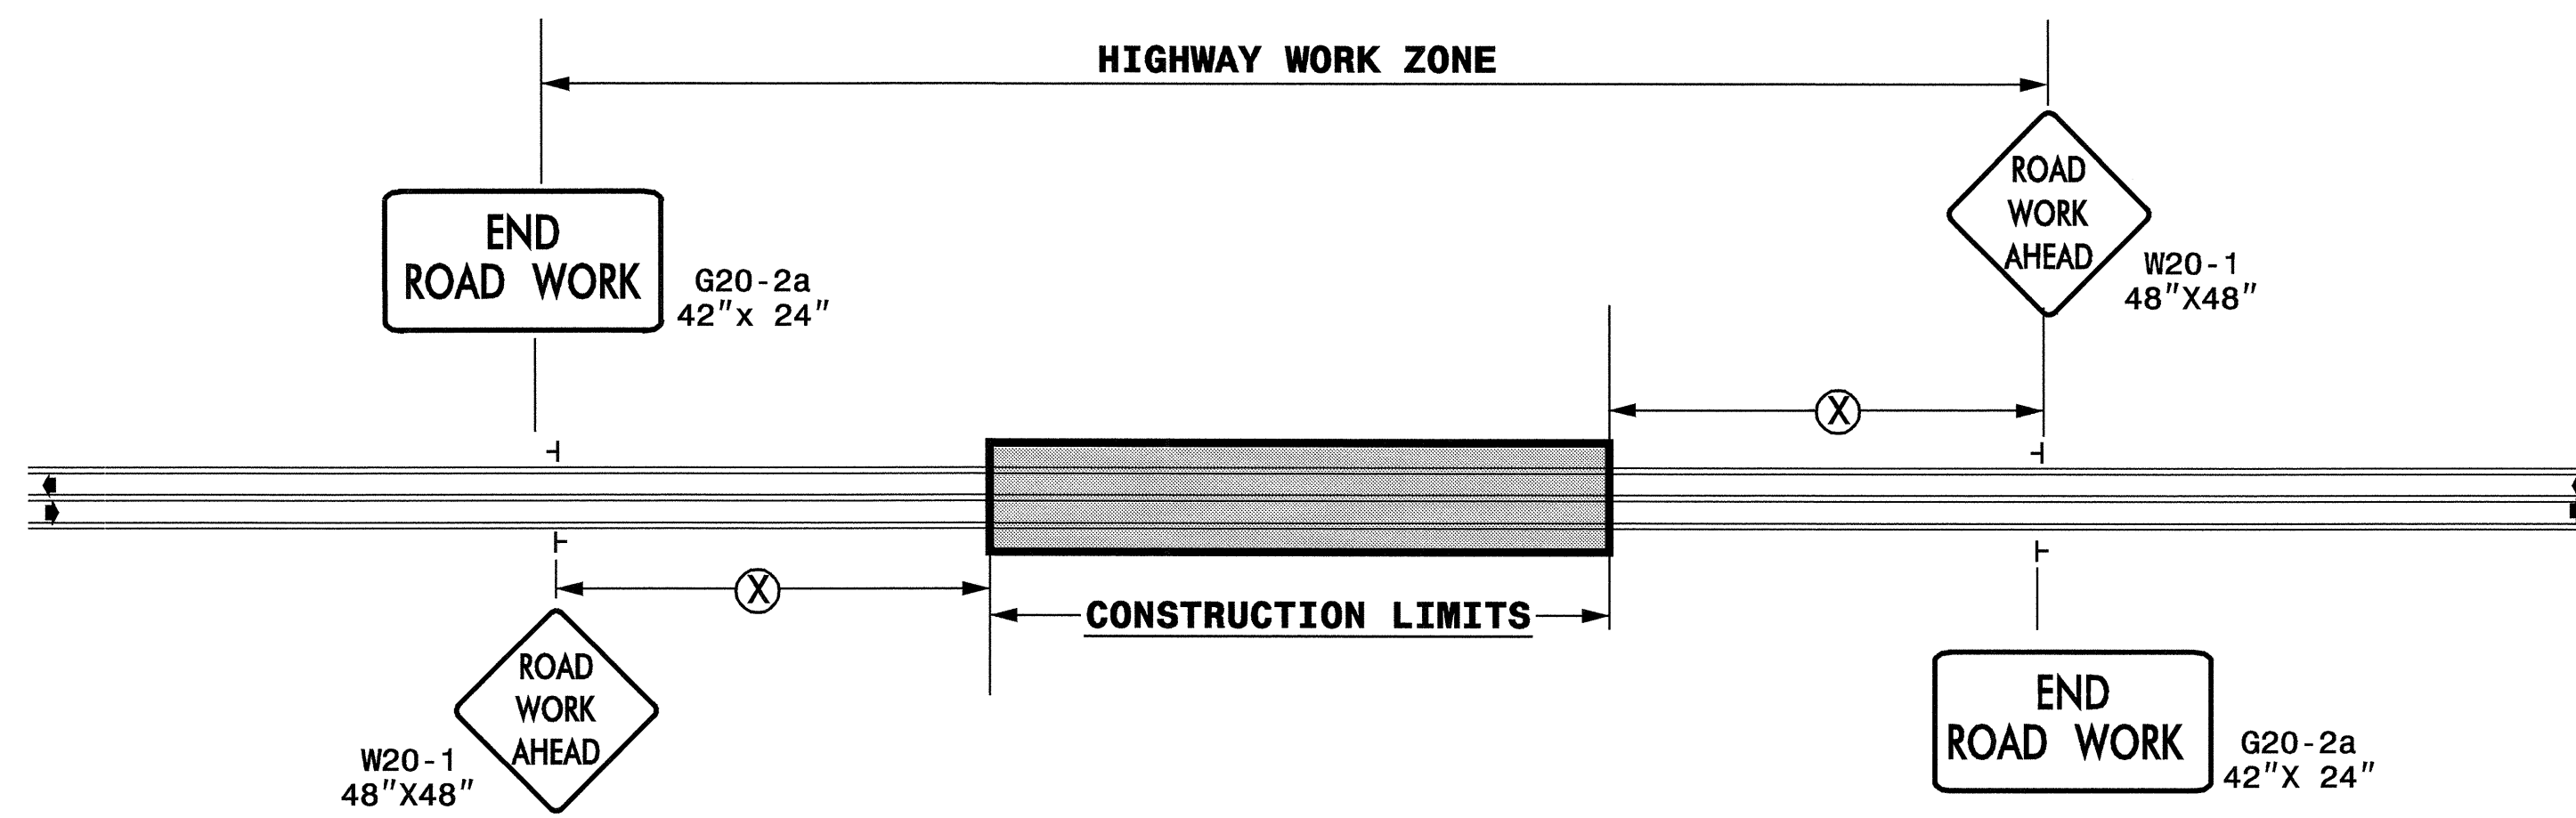 HIGHWAY WORK ZONE
END
ROAD WORK
G20-2a
42"x 24"
ROAD
WORK
AHEAD
W20-1
48"X48"
X
X
CONSTRUCTION LIMITS
ROAD
WORK
AHEAD
W20-1
48"X48"
END
ROAD WORK
G20-2a
42"X 24"